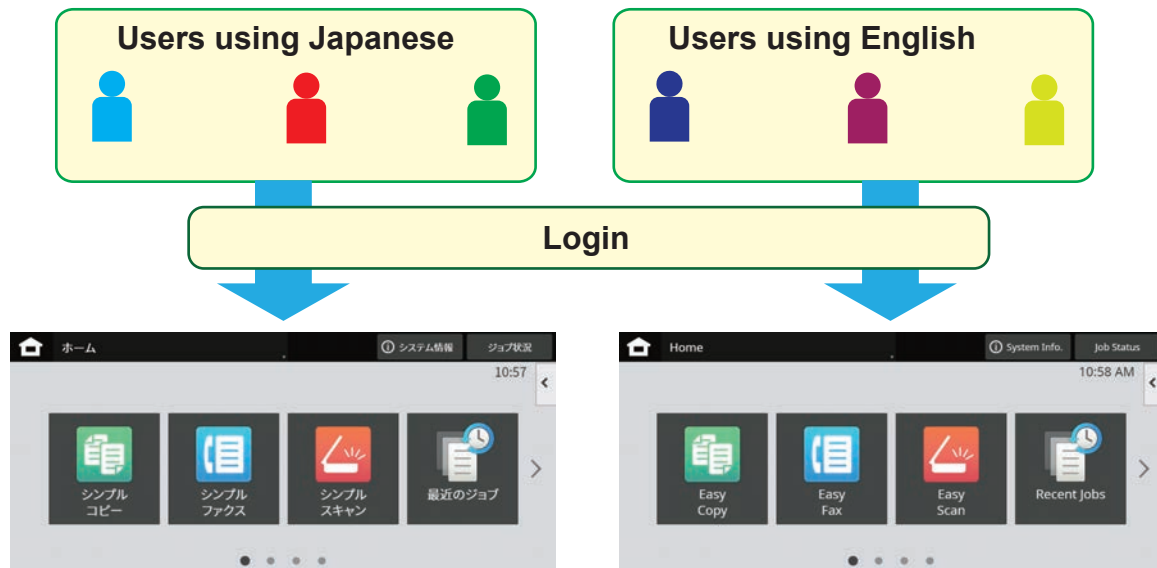 Users using Japanese
Users using English
Login
ホーム
システム情報
ジョブ状況
10:57
シンプル
コピー
シンプル
ファクス
シンプル
スキャン
最近のジョブ
Home
System Info.
Job Status
10:58 AM
Easy
Copy
Easy
Fax
Easy
Scan
Recent Jobs